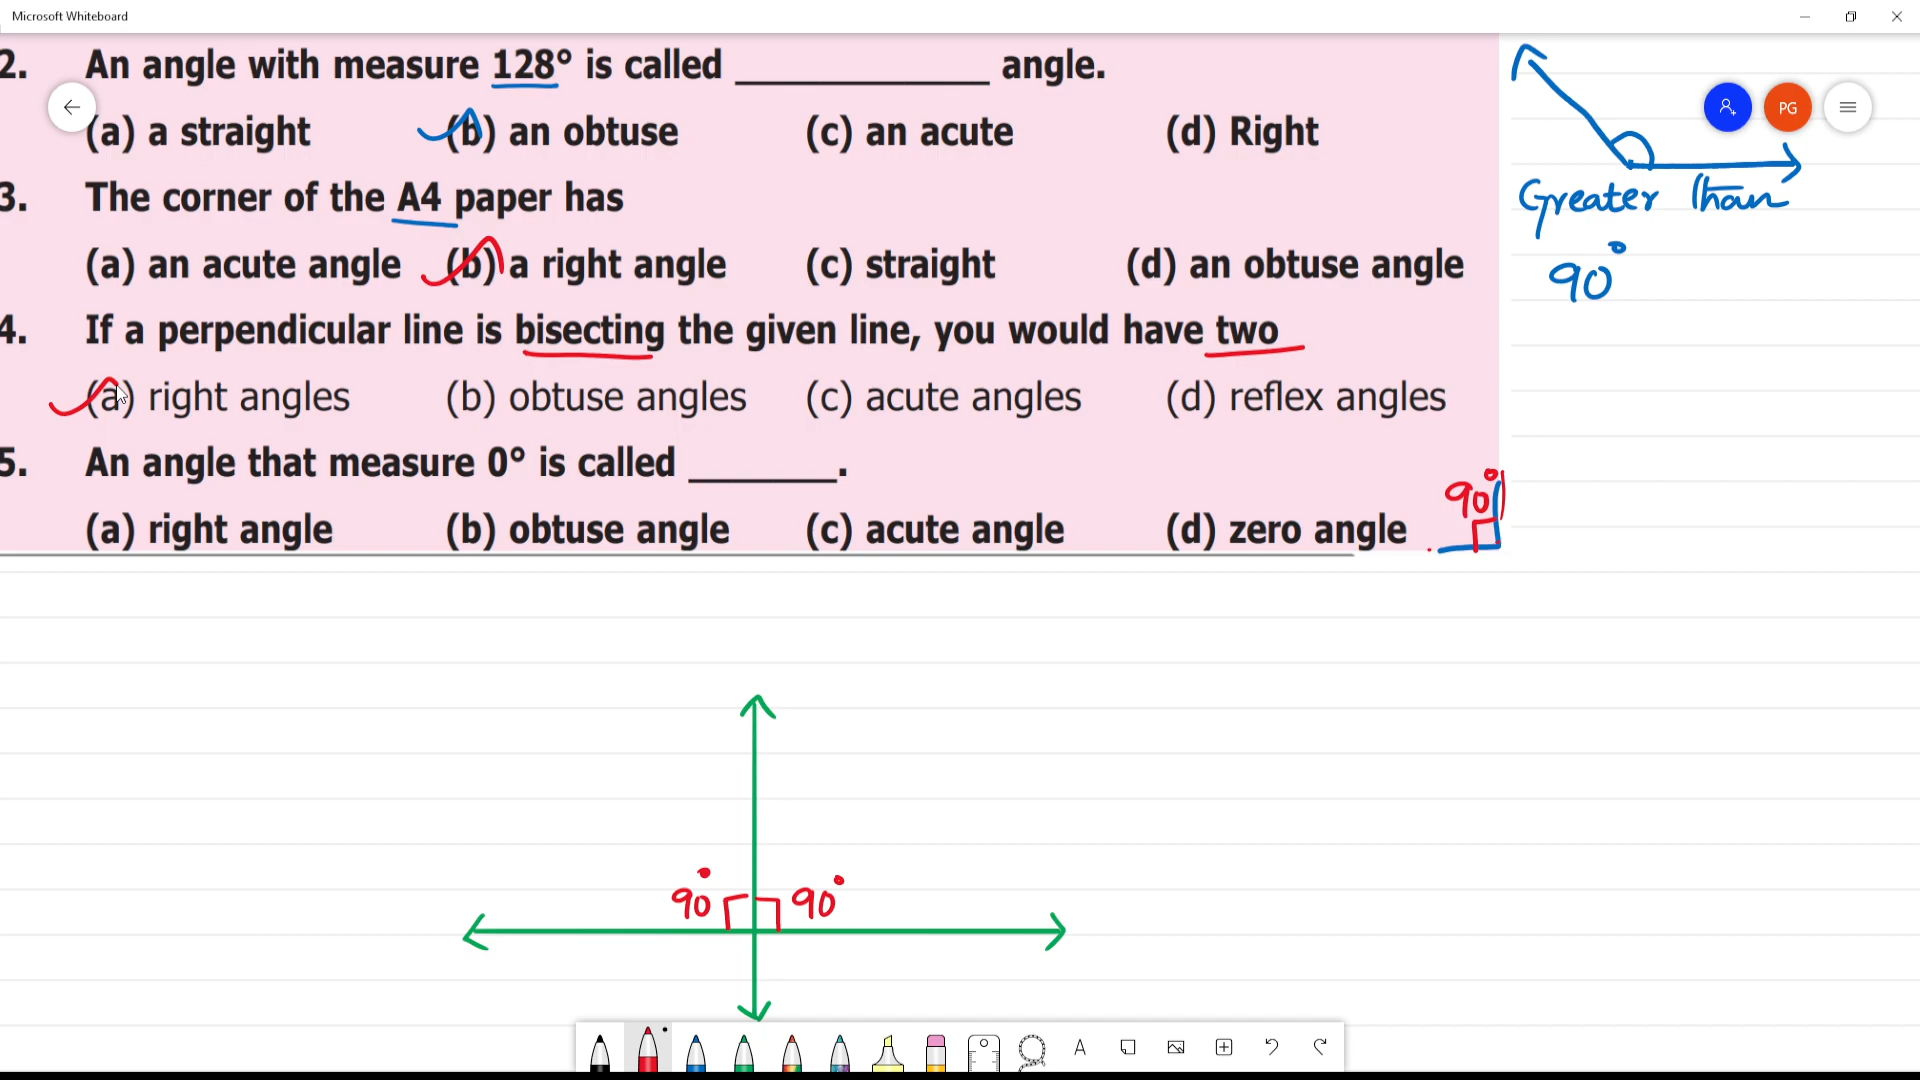 Microsoft Whiteboard
2. An angle with measure 128° is called ______________ angle.
(a) a straight (b) an obtuse (c) an acute (d) Right
3. The corner of the A4 paper has
(a) an acute angle (b) a right angle (c) straight (d) an obtuse angle
4. If a perpendicular line is bisecting the given line, you would have two
(a) right angles (b) obtuse angles (c) acute angles (d) reflex angles
5. An angle that measure 0° is called ________.
(a) right angle (b) obtuse angle (c) acute angle (d) zero angle
PG
Greater than
90°
90°
90° 90°
A